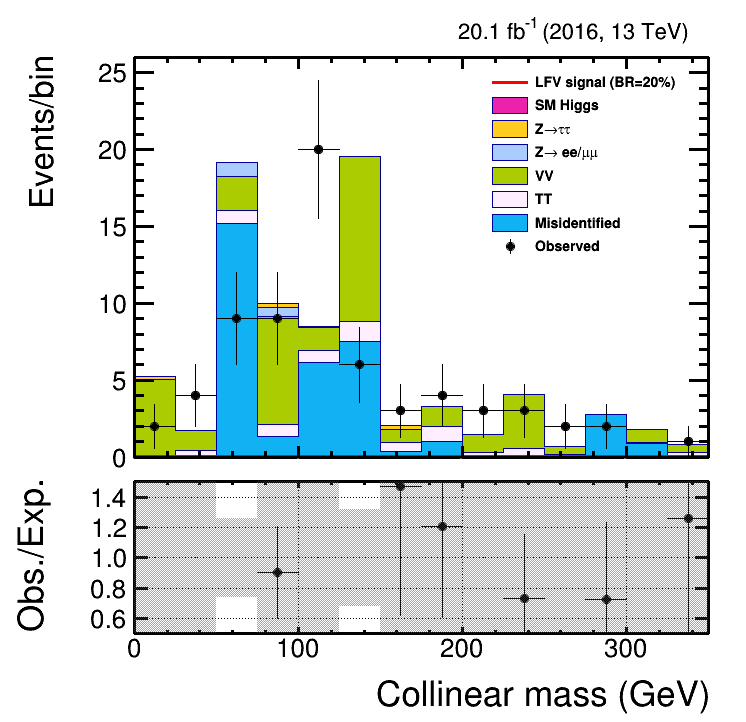 20.1 fb-1 (2016, 13 TeV)
Events/bin
25
20
15
10
5
0
LFV signal (BR=20%)
SM Higgs
Z→ττ
Z→ ee/μμ
VV
TT
Misidentified
Observed
Obs./Exp.
1.4
1.2
1.0
0.8
0.6
0 100 200 300
Collinear mass (GeV)